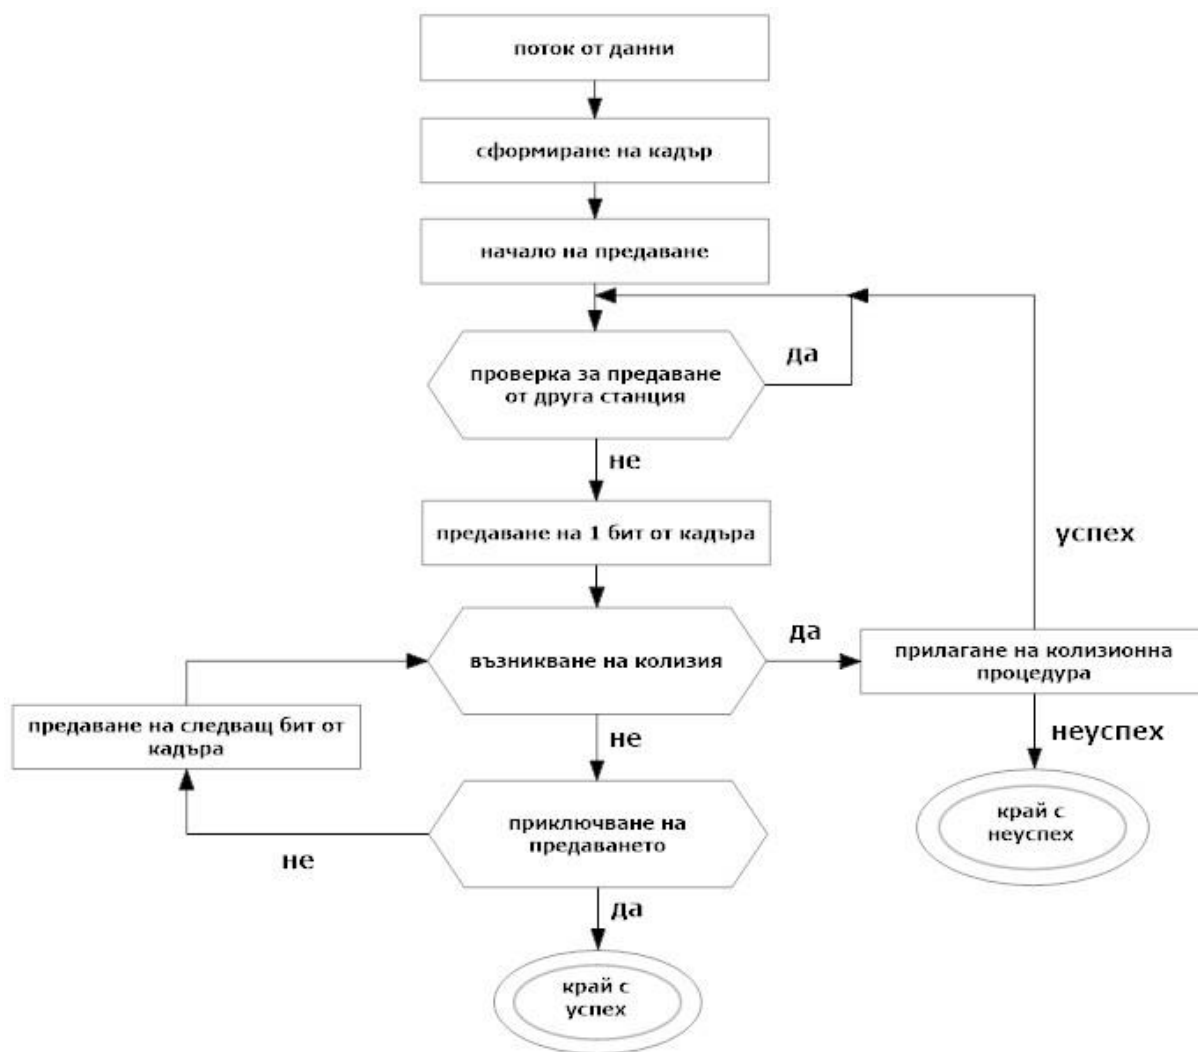 поток от данни
сформиране на кадър
начало на предаване
проверка за предаване
от друга станция
да
не
предаване на 1 бит от кадъра
успех
възникване на колизия
да
прилагане на колизионна
процедура
предаване на следващ бит от
кадъра
не
неуспех
приключване на
предаването
край с
неуспех
не
да
край с
успех